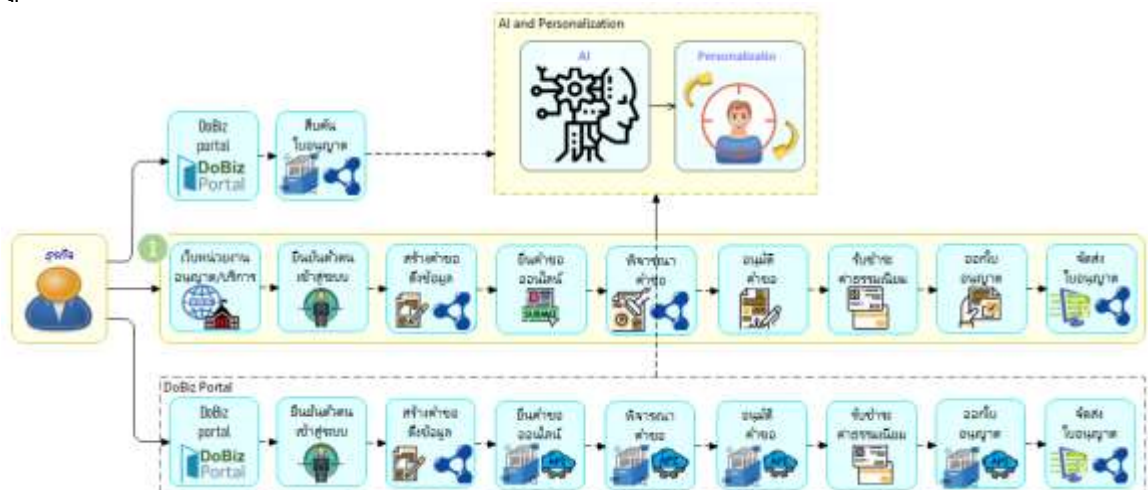 AI and Personalization
AI
Personalizatio
DoBiz
portal
DoBiz
Portal
สืบค้น
ใบอนุญาต
ธุรกิจ
1
เว็บหน่วยงาน
อนุญาต/บริการ
ยืนยันตัวตน
เข้าสู่ระบบ
สร้างคำขอ
ดึงข้อมูล
ยื่นคำขอ
ออนไลน์
SUBMIT
พิจารณา
คำขอ
อนุมัติ
คำขอ
รับชำระ
ค่าธรรมเนียม
ออกใบ
อนุญาต
จัดส่ง
ใบอนุญาต
DoBiz Portal
DoBiz
portal
DoBiz
Portal
ยืนยันตัวตน
เข้าสู่ระบบ
สร้างคำขอ
ดึงข้อมูล
ยื่นคำขอ
ออนไลน์
API
พิจารณา
คำขอ
API
อนุมัติ
คำขอ
API
รับชำระ
ค่าธรรมเนียม
ออกใบ
อนุญาต
API
จัดส่ง
ใบอนุญาต